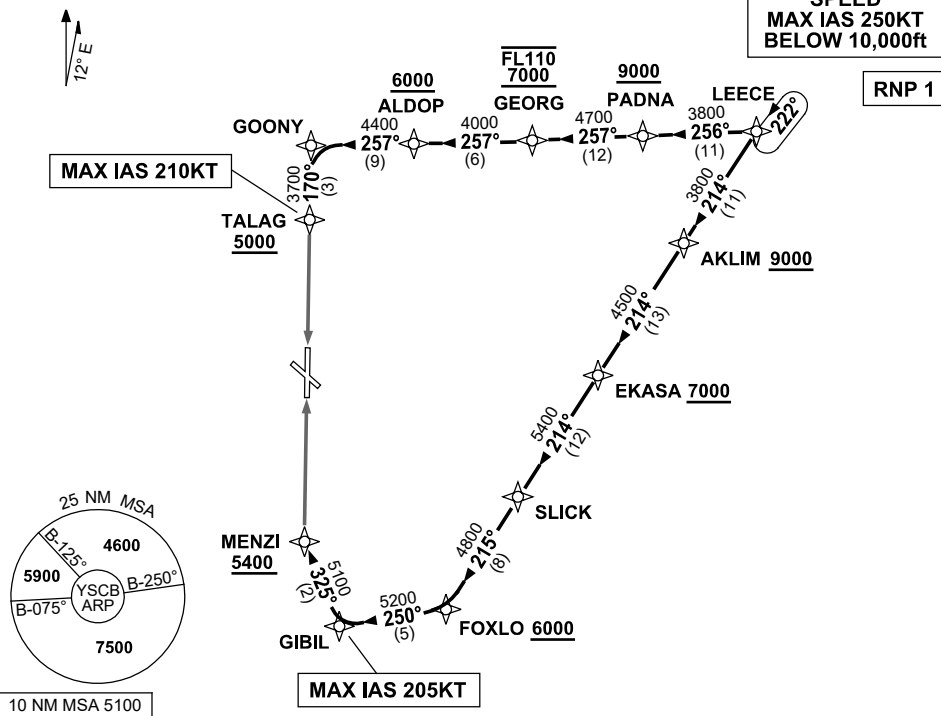 SPEED
MAX IAS 250KT
BELOW 10,000ft
RNP 1
12° E
FL110
6000
7000
9000
ALDOP
GEORG
PADNA
LEECE
GOONY
222°
4400
257°
(9)
4000
257°
(6)
4700
257°
(12)
3800
256°
(11)
MAX IAS 210KT
3700
170°
(3)
TALAG
5000
3800
214°
(11)
AKLIM 9000
4500
214°
(13)
EKASA 7000
5400
214°
(12)
SLICK
4800
215°
(8)
MENZI
5400
5100
325°
(2)
5200
250°
(5)
FOXLO 6000
GIBIL
MAX IAS 205KT
25 NM MSA
4600
B-125°
5900
YSCB
ARP
B-250°
B-075°
7500
10 NM MSA 5100